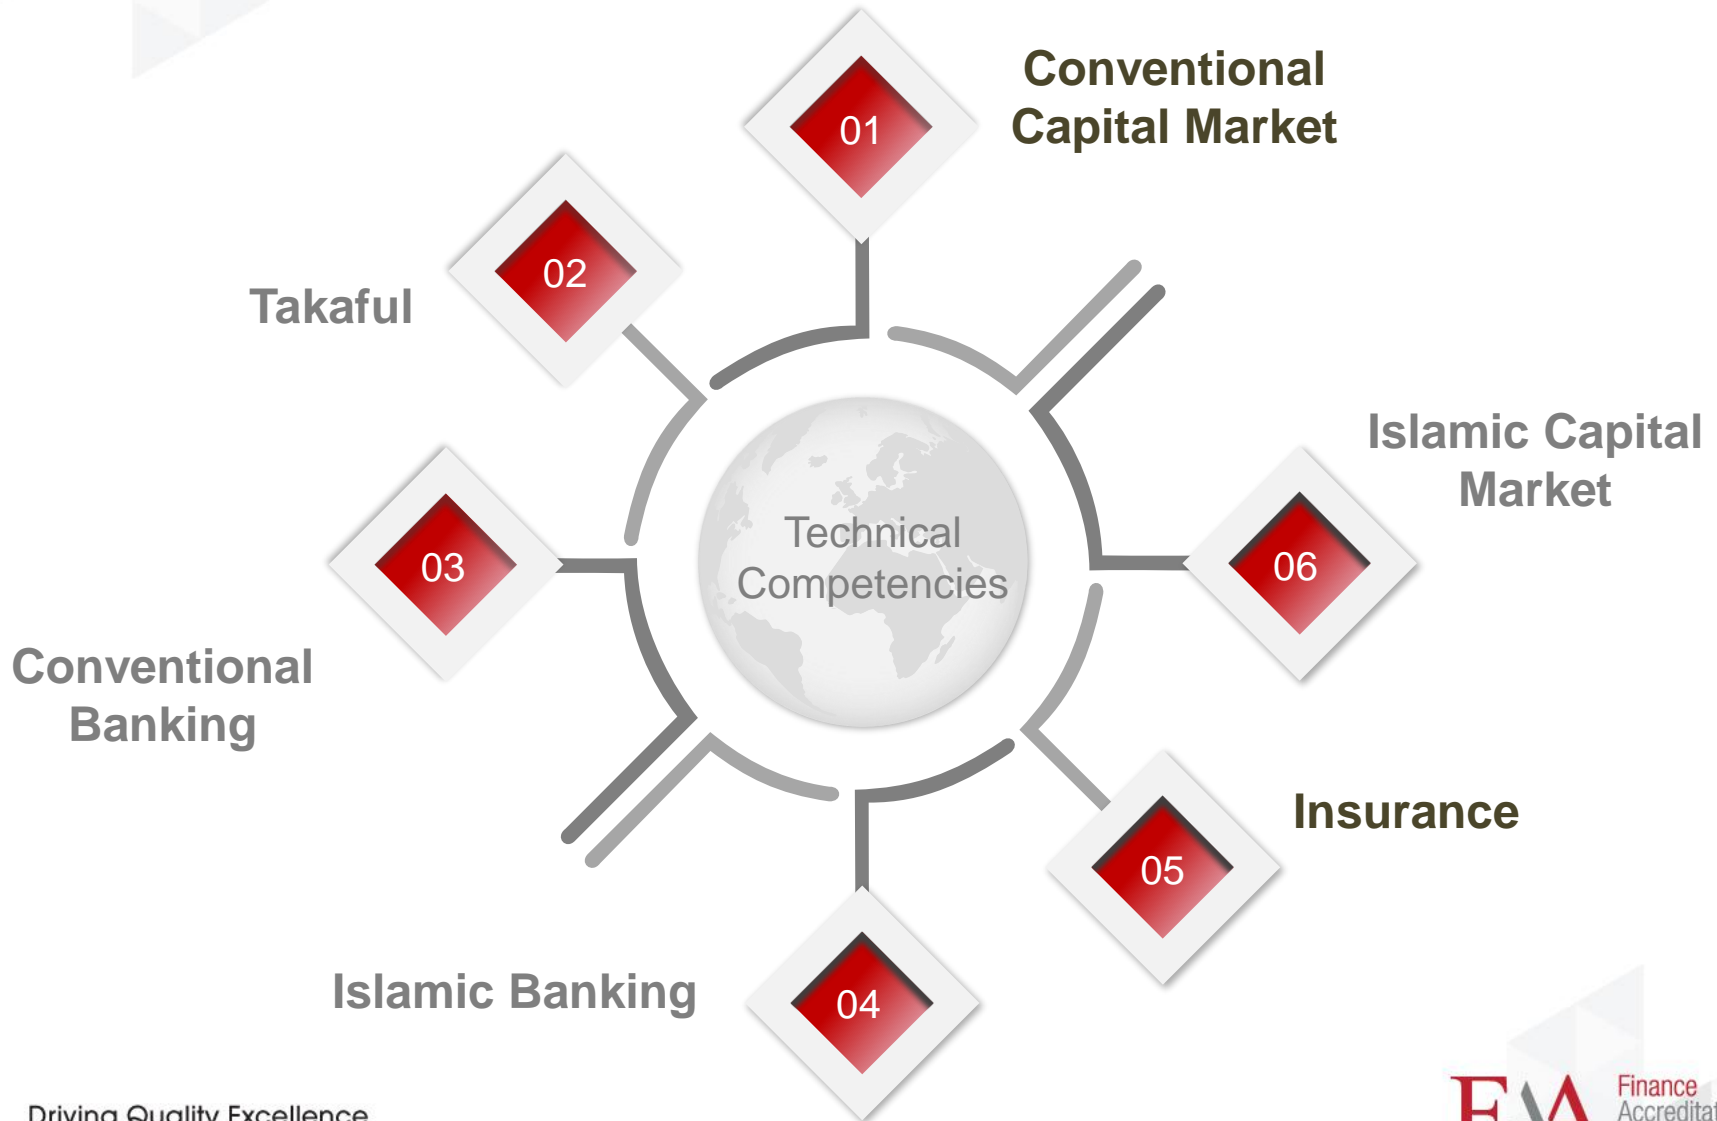 01
Conventional
Capital Market
02
Takaful
03
Conventional
Banking
Technical
Competencies
Islamic Capital
Market
06
Insurance
05
Islamic Banking
04
Driving Quality Excellence
FAA
Finance